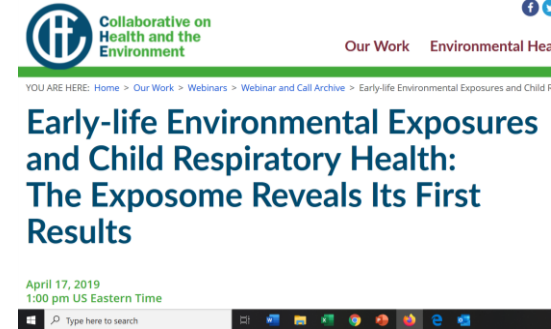 Collaborative on
Health and the
Environment
Our Work Environmental Hea
YOU ARE HERE: Home > Our Work > Webinars > Webinar and Call Archive > Early-life Environmental Exposures and Child R
Early-life Environmental Exposures
and Child Respiratory Health:
The Exposome Reveals Its First
Results
April 17, 2019
1:00 pm US Eastern Time
Type here to search